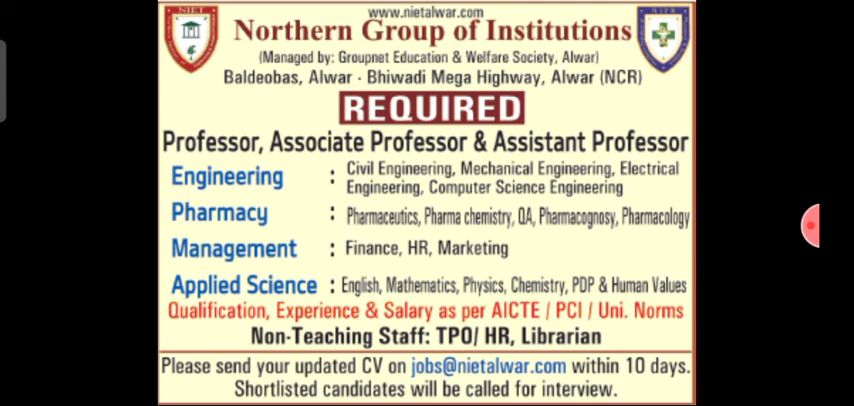 www.nietalwar.com
NIET
NIPS
Northern Group of Institutions
(Managed by: Groupnet Education & Welfare Society, Alwar)
Baldeobas, Alwar - Bhiwadi Mega Highway, Alwar (NCR)
REQUIRED
Professor, Associate Professor & Assistant Professor
Engineering : Civil Engineering, Mechanical Engineering, Electrical
Engineering, Computer Science Engineering
Pharmacy : Pharmaceutics, Pharma chemistry, QA, Pharmacognosy, Pharmacology
Management : Finance, HR, Marketing
Applied Science : English, Mathematics, Physics, Chemistry, PDP & Human Values
Qualification, Experience & Salary as per AICTE / PCI / Uni. Norms
Non-Teaching Staff: TPO/ HR, Librarian
Please send your updated CV on jobs@nietalwar.com within 10 days.
Shortlisted candidates will be called for interview.